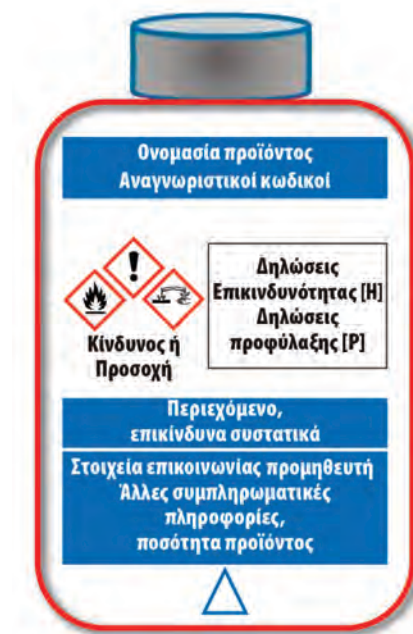 Ονομασία προϊόντος
Αναγνωριστικοί κωδικοί
Κίνδυνος ή
Προσοχή
Δηλώσεις
Επικινδυνότητας [Η]
Δηλώσεις
προφύλαξης [Ρ]
Περιεχόμενο,
επικίνδυνα συστατικά
Στοιχεία επικοινωνίας προμηθευτή
Άλλες συμπληρωματικές
πληροφορίες,
ποσότητα προϊόντος